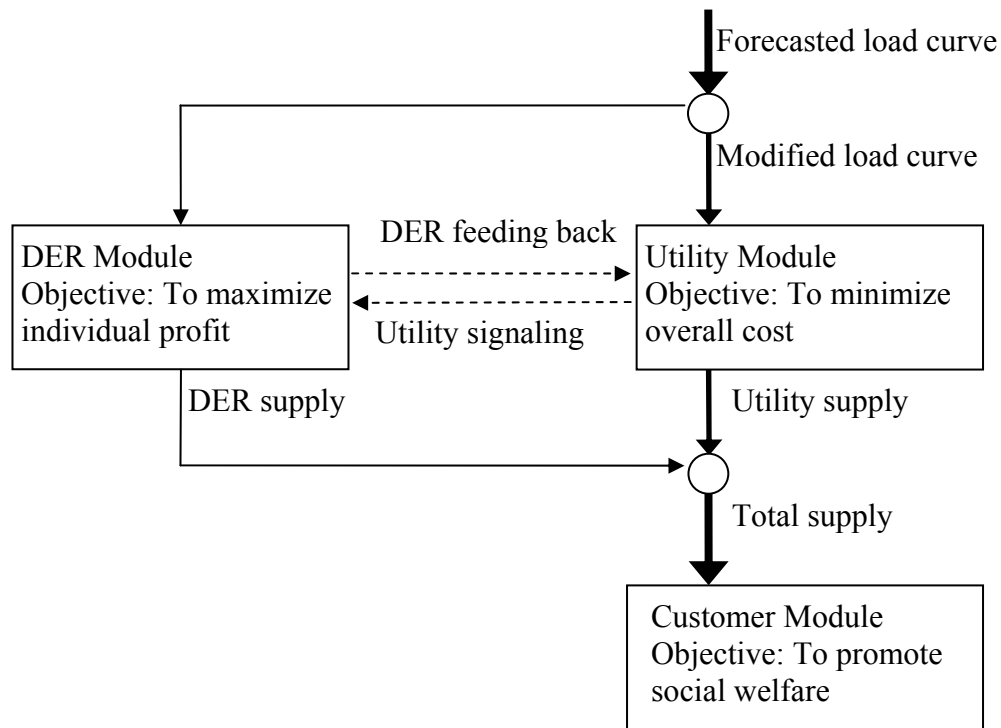 Forecasted load curve
Modified load curve
DER feeding back
DER Module
Objective: To maximize
individual profit
Utility Module
Objective: To minimize
overall cost
Utility signaling
DER supply
Utility supply
Total supply
Customer Module
Objective: To promote
social welfare